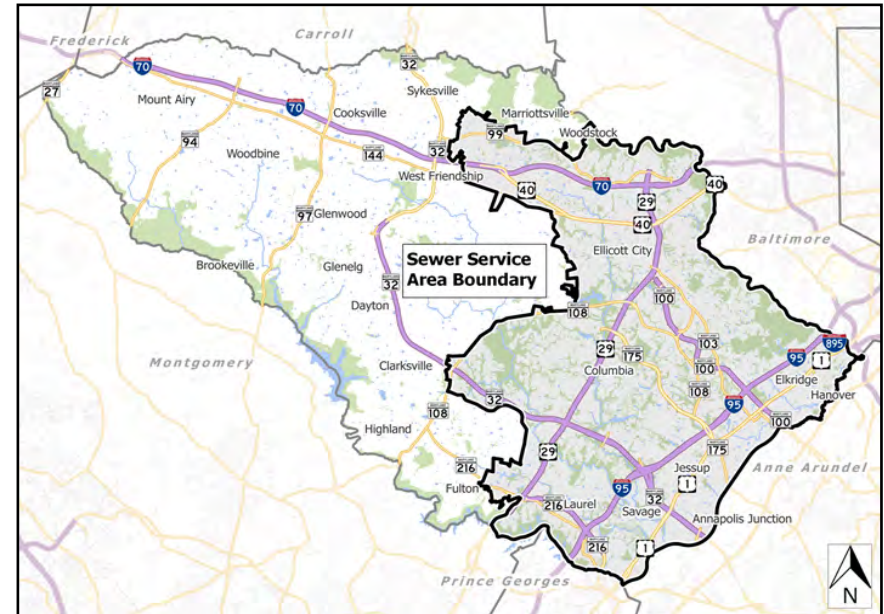 Frederick
Carroll
70
MARYLAND
32
27
Sykesville
Mount Airy
70
Cooksville
Marriottsville
99
Woodstock
94
Woodbine
144
32
West Friendship
40
70
40
29
97
Glenwood
40
Ellicott City
Baltimore
Brookeville
Glenelg
Sewer Service
Area Boundary
32
Dayton
108
100
103
895
29
175
95
1
Montgomery
Clarksville
Columbia
100
Elkridge
108
Hanover
32
95
108
100
Highland
29
175
216
Jessup
Anne Arundel
Fulton
1
95
32
216
Laurel
Savage
Annapolis Junction
216
1
Prince Georges
N